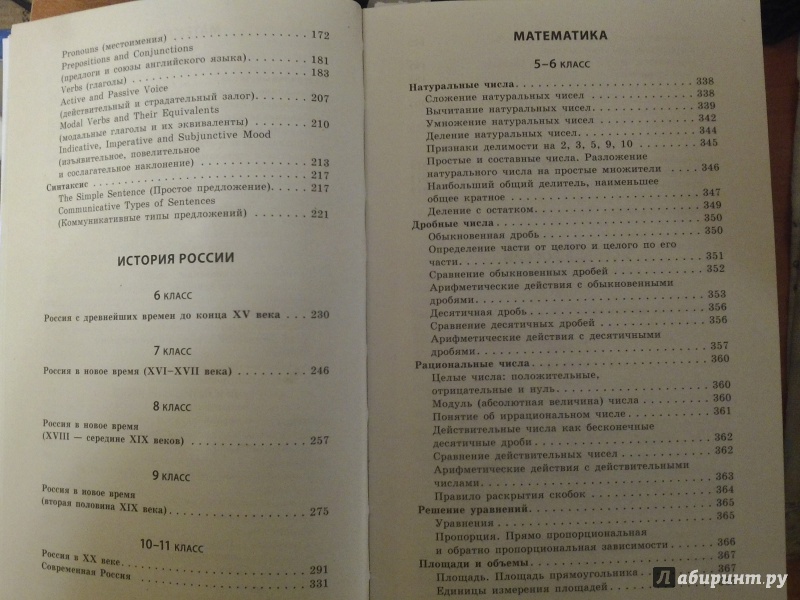 Pronouns (местоимения) 172
Prepositions and Conjunctions
(предлоги и союзы английского языка) 181
Verbs (глаголы) 183
Active and Passive Voice
(действительный и страдательный залог) 207
Modal Verbs and Their Equivalents
(модальные глаголы и их эквиваленты) 210
Indicative, Imperative and Subjunctive Mood
(изъявительное, повелительное
и сослагательное наклонение) 213
Синтаксис 217
The Simple Sentence (Простое предложение) 217
Communicative Types of Sentences
(Коммуникативные типы предложений) 221
ИСТОРИЯ РОССИИ
6 КЛАСС
Россия с древнейших времен до конца XV века 230
7 КЛАСС
Россия в новое время (XVI–XVII века) 246
8 КЛАСС
Россия в новое время
(XVIII — середине XIX веков) 257
9 КЛАСС
Россия в новое время
(вторая половина XIX века) 275
10–11 КЛАСС
Россия в XX веке 291
Современная Россия 331
МАТЕМАТИКА
5–6 КЛАСС
Натуральные числа 338
Сложение натуральных чисел 338
Вычитание натуральных чисел 339
Умножение натуральных чисел 342
Деление натуральных чисел 344
Признаки делимости на 2, 3, 5, 9, 10 345
Простые и составные числа. Разложение
натурального числа на простые множители 346
Наибольший общий делитель, наименьшее
общее кратное 347
Деление с остатком 349
Дробные числа 350
Обыкновенная дробь 350
Определение части от целого и целого по его
части 351
Сравнение обыкновенных дробей 352
Арифметические действия с обыкновенными
дробями 353
Десятичная дробь 356
Сравнение десятичных дробей 356
Арифметические действия с десятичными
дробями 357
Рациональные числа 360
Целые числа: положительные,
отрицательные и нуль 360
Модуль (абсолютная величина) числа 360
Понятие об иррациональном числе 361
Действительные числа как бесконечные
десятичные дроби 362
Сравнение действительных чисел 362
Арифметические действия с действительными
числами 363
Правило раскрытия скобок 364
Решение уравнений 365
Уравнения 365
Пропорция. Прямо пропорциональная
и обратно пропорциональная зависимости 366
Площади и объемы 367
Площадь. Площадь прямоугольника 367
Единицы измерения площадей
Лабиринт.ру